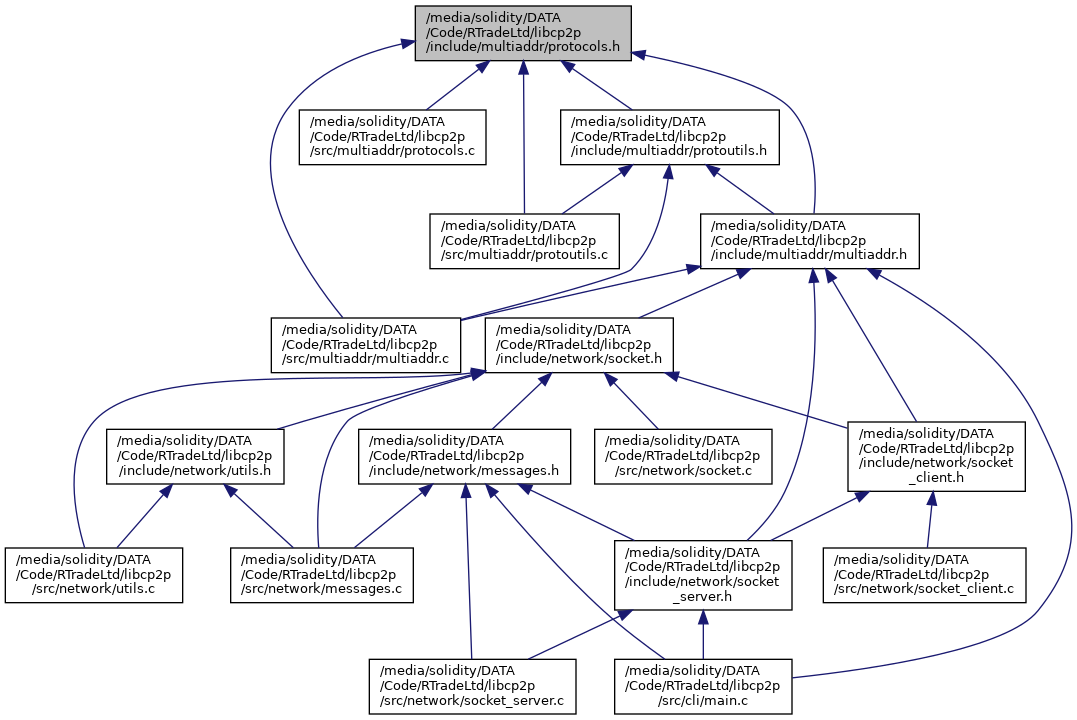 /media/solidity/DATA
/Code/RTradeLtd/libcp2p
/include/multiaddr/protocols.h
/media/solidity/DATA
/Code/RTradeLtd/libcp2p
/src/multiaddr/protocols.c
/media/solidity/DATA
/Code/RTradeLtd/libcp2p
/include/multiaddr/protoutils.h
/media/solidity/DATA
/Code/RTradeLtd/libcp2p
/src/multiaddr/protoutils.c
/media/solidity/DATA
/Code/RTradeLtd/libcp2p
/include/multiaddr/multiaddr.h
/media/solidity/DATA
/Code/RTradeLtd/libcp2p
/src/multiaddr/multiaddr.c
/media/solidity/DATA
/Code/RTradeLtd/libcp2p
/include/network/socket.h
/media/solidity/DATA
/Code/RTradeLtd/libcp2p
/include/network/utils.h
/media/solidity/DATA
/Code/RTradeLtd/libcp2p
/include/network/messages.h
/media/solidity/DATA
/Code/RTradeLtd/libcp2p
/src/network/socket.c
/media/solidity/DATA
/Code/RTradeLtd/libcp2p
/include/network/socket
_client.h
/media/solidity/DATA
/Code/RTradeLtd/libcp2p
/src/network/utils.c
/media/solidity/DATA
/Code/RTradeLtd/libcp2p
/src/network/messages.c
/media/solidity/DATA
/Code/RTradeLtd/libcp2p
/include/network/socket
_server.h
/media/solidity/DATA
/Code/RTradeLtd/libcp2p
/src/network/socket_client.c
/media/solidity/DATA
/Code/RTradeLtd/libcp2p
/src/network/socket_server.c
/media/solidity/DATA
/Code/RTradeLtd/libcp2p
/src/cli/main.c